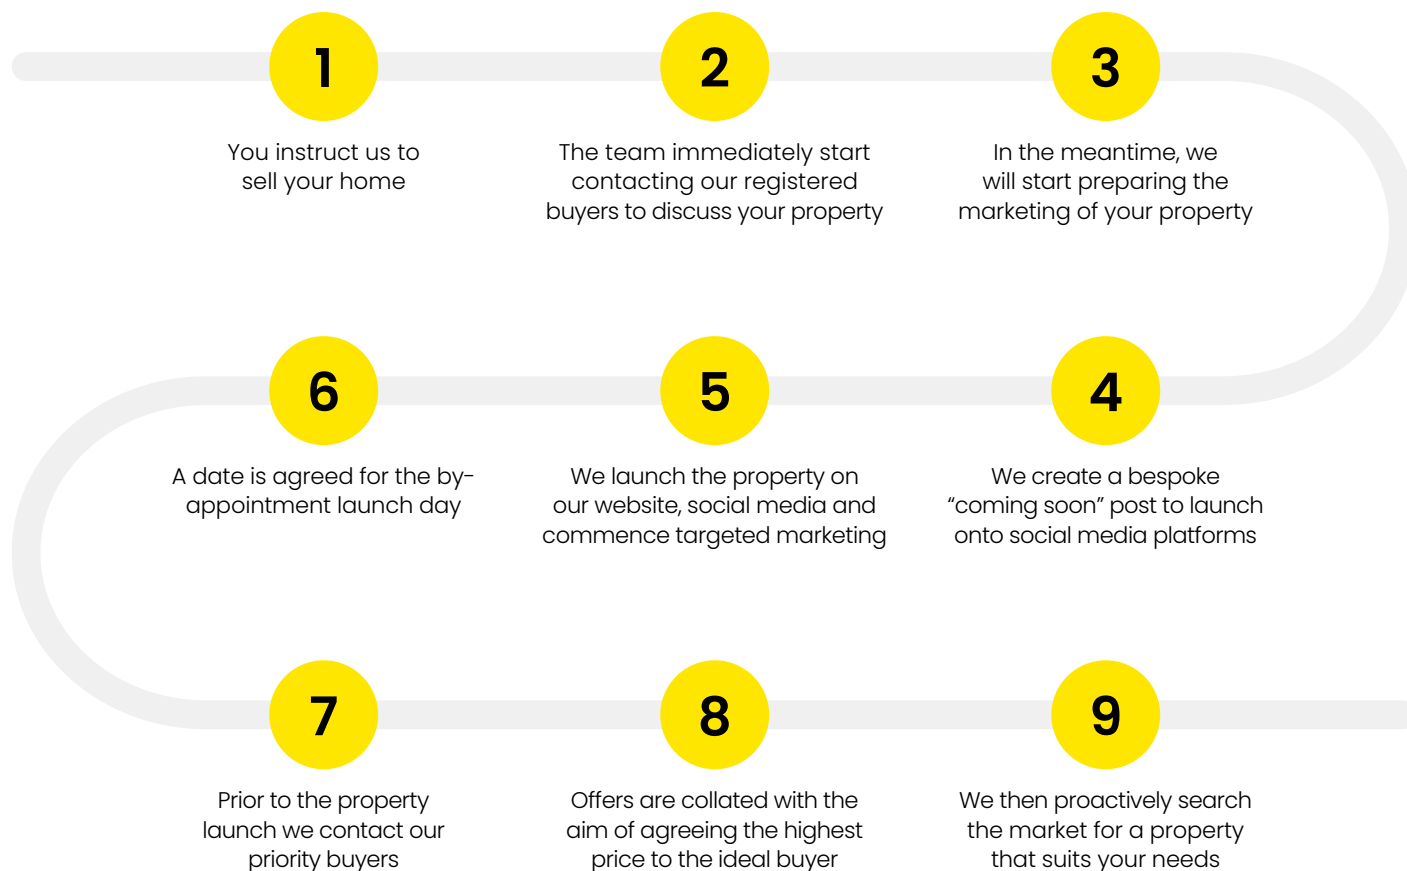 1
You instruct us to
sell your home
2
The team immediately start
contacting our registered
buyers to discuss your property
3
In the meantime, we
will start preparing the
marketing of your property
4
We create a bespoke
“coming soon” post to launch
onto social media platforms
5
We launch the property on
our website, social media and
commence targeted marketing
6
A date is agreed for the by-
appointment launch day
7
Prior to the property
launch we contact our
priority buyers
8
Offers are collated with the
aim of agreeing the highest
price to the ideal buyer
9
We then proactively search
the market for a property
that suits your needs